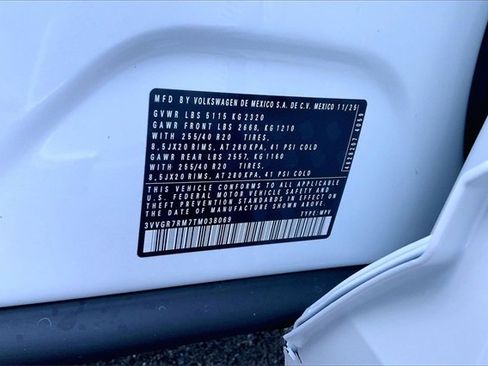 MFD BY VOLKSWAGEN DE MEXICO S.A. DE C.V. MEXICO 11/25
GVWR LBS 5115 KG 2320
GAWR FRONT LBS 2668, KG 1210
WITH 255/40 R20 TIRES,
8.5JX20 RIMS, AT 280 KPA, 41 PSI COLD
GAWR REAR LBS 2557, KG 1160
WITH 255/40 R20 TIRES,
8.5JX20 RIMS, AT 280 KPA, 41 PSI COLD
THIS VEHICLE CONFORMS TO ALL APPLICABLE
U.S. FEDERAL MOTOR VEHICLE SAFETY AND
THEFT PREVENTION STANDARDS IN EFFECT ON
THE DATE OF MANUFACTURE SHOWN ABOVE.
3VVGR7RM7TM038069 TYPE: MPV